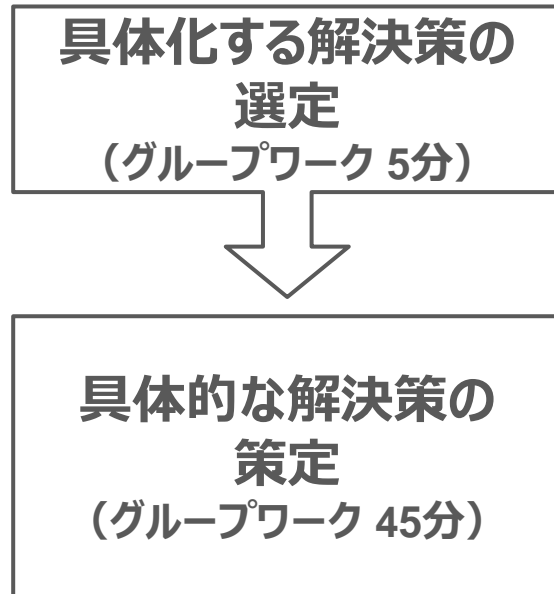 具体化する解決策の
選定
（グループワーク 5分）
具体的な解決策の
策定
（グループワーク 45分）